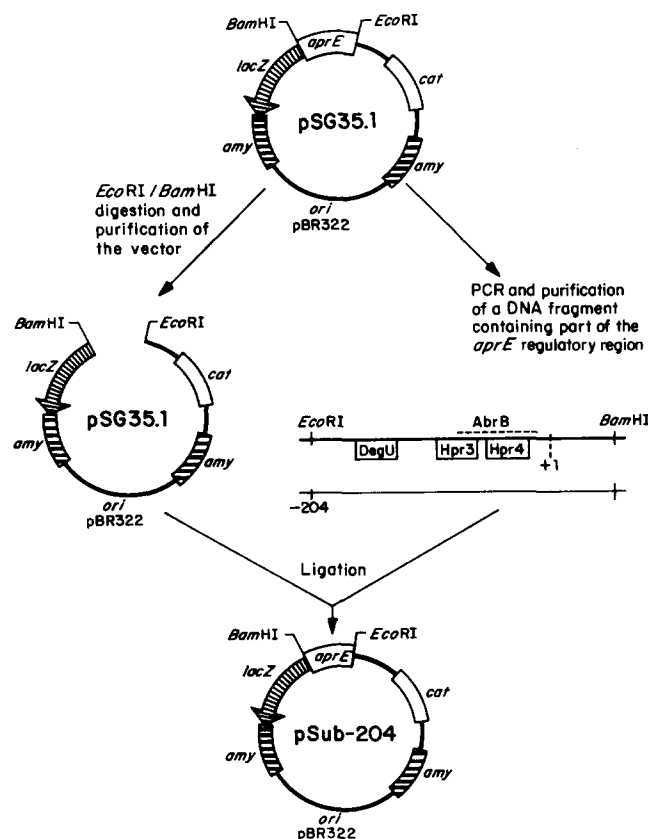 BamHI
EcoRI
aprE
lacZ
cat
pSG35.1
amy
amy
ori
pBR322
EcoRI / BamHI
digestion and
purification of
the vector
PCR and purification
of a DNA fragment
containing part of the
aprE regulatory region
BamHI
EcoRI
lacZ
cat
pSG35.1
amy
amy
ori
pBR322
EcoRI
AbrB
BamHI
DegU
Hpr3
Hpr4
+1
-204
Ligation
BamHI
EcoRI
aprE
lacZ
cat
pSub-204
amy
amy
ori
pBR322